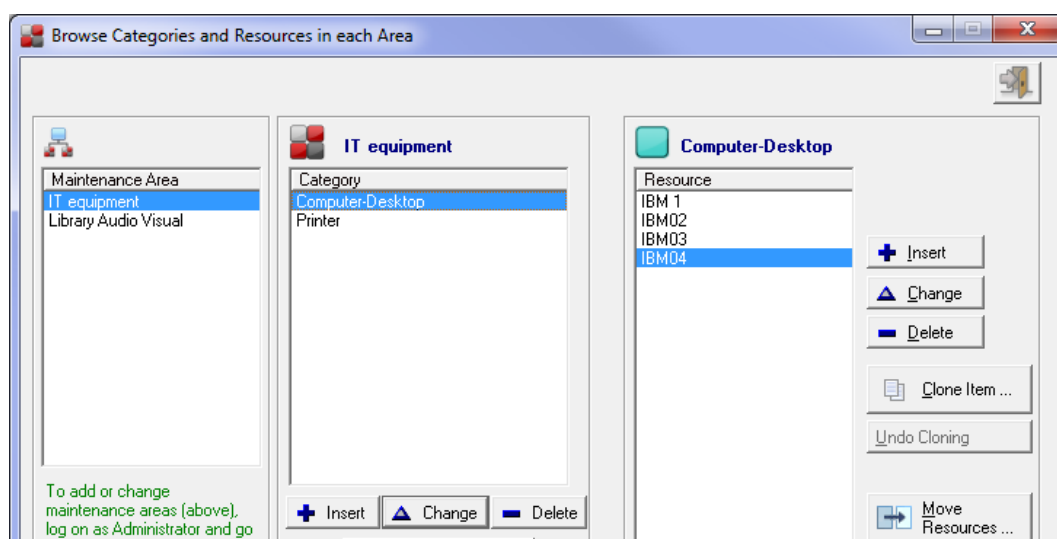 Browse Categories and Resources in each Area
Maintenance Area
IT equipment
Library Audio Visual
To add or change
maintenance areas (above),
log on as Administrator and go
IT equipment
Category
Computer-Desktop
Printer
Insert
Change
Delete
Computer-Desktop
Resource
IBM 1
IBM02
IBM03
IBM04
Insert
Change
Delete
Clone Item ...
Undo Cloning
Move
Resources ...